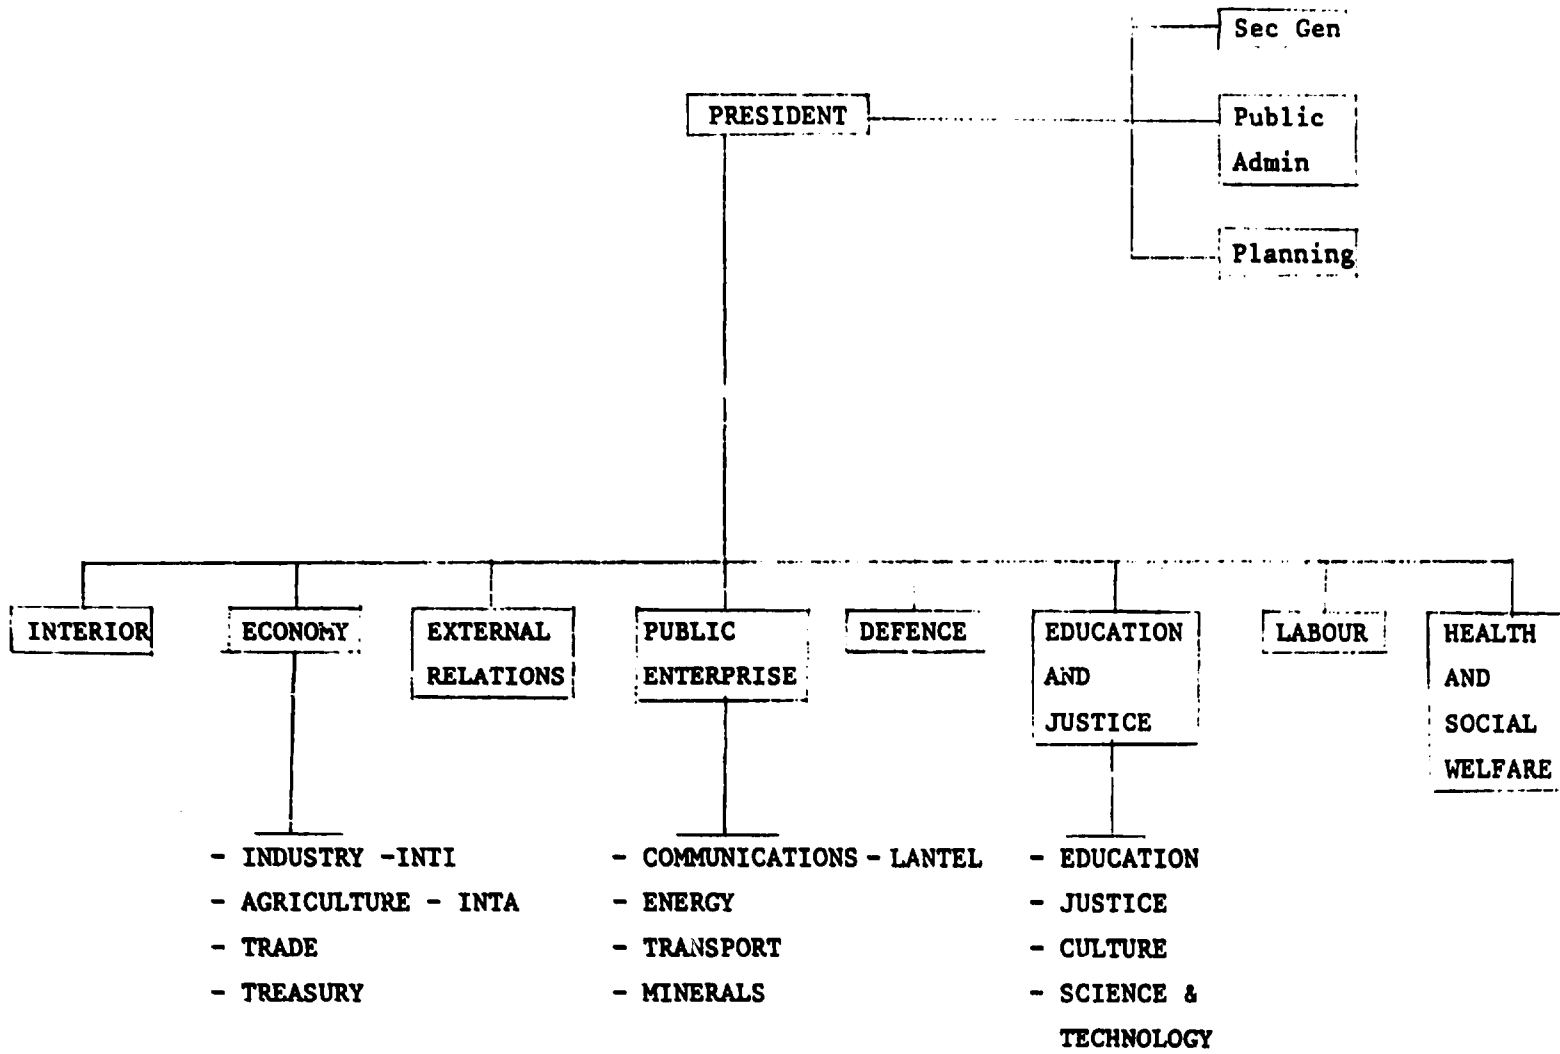 Sec Gen
PRESIDENT
Public
Admin
Planning
INTERIOR
ECONOMY
EXTERNAL
RELATIONS
PUBLIC
ENTERPRISE
DEFENCE
EDUCATION
AND
JUSTICE
LABOUR
HEALTH
AND
SOCIAL
WELFARE
- INDUSTRY -INTI
- AGRICULTURE - INTA
- TRADE
- TREASURY
- COMMUNICATIONS - LANTEL
- ENERGY
- TRANSPORT
- MINERALS
- EDUCATION
- JUSTICE
- CULTURE
- SCIENCE &
TECHNOLOGY